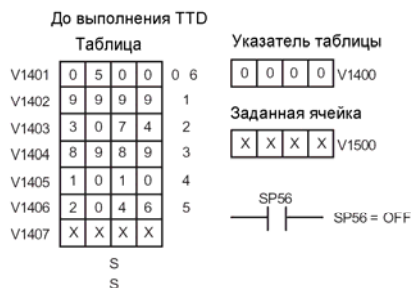 До выполнения TTD
Таблица
V1401 0 5 0 0 0 6
V1402 9 9 9 9 1
V1403 3 0 7 4 2
V1404 8 9 8 9 3
V1405 1 0 1 0 4
V1406 2 0 4 6 5
V1407 X X X X
S
S
Указатель таблицы
0 0 0 0 V1400
Заданная ячейка
X X X X V1500
SP56
SP56 = OFF